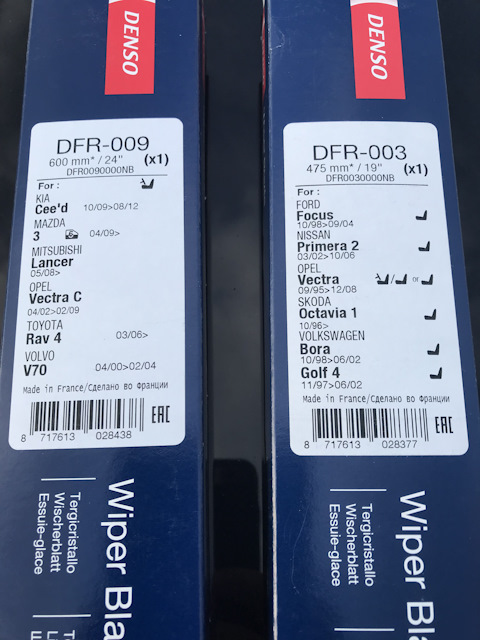 DENSO
DFR-009
600 mm* / 24" (x1)
DFR0090000NB
For :
KIA
Cee'd 10/09>08/12
MAZDA
3 04/09>
MITSUBISHI
Lancer
05/08>
OPEL
Vectra C
04/02>02/09
TOYOTA
Rav 4 03/06>
VOLVO
V70 04/00>02/04
Made in France/Сделано во Франции
8 717613 028438
EAC
Wiper Bla
Tergicristallo
Wischerblatt
Essuie-glace
DENSO
DFR-003
475 mm* / 19" (x1)
DFR0030000NB
For :
FORD
Focus
10/98>09/04
NISSAN
Primera 2
03/02>10/06
OPEL
Vectra / or
09/95>12/08
SKODA
Octavia 1
10/96>
VOLKSWAGEN
Bora
10/98>06/02
Golf 4
11/97>06/02
Made in France/Сделано во Франции
8 717613 028377
EAC
Wiper Bla
Tergicristallo
Wischerblatt
Essuie-glace